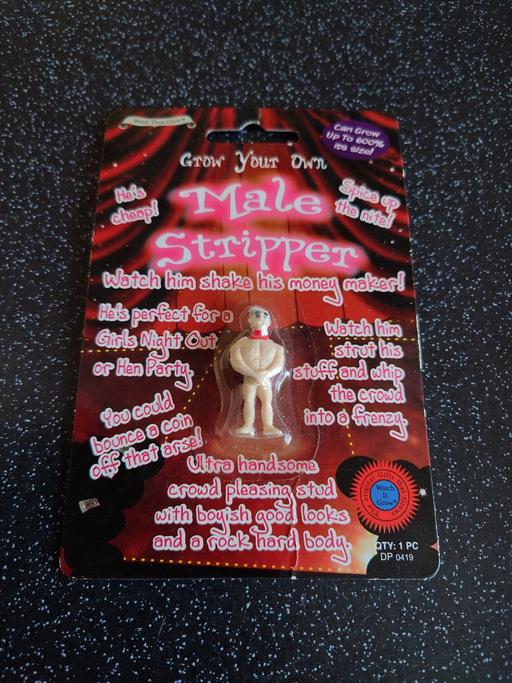 Watch Them Grow
Can Grow
Up To 600%
its size!
Grow Your Own
He's
cheap!
Male
Stripper
Spice up
the nite!
Watch him shake his money maker!
He's perfect for a
Girls Night Out
or Hen Party.
Watch him
strut his
stuff and whip
the crowd
into a frenzy.
You could
bounce a coin
off that arse!
Ultra handsome
crowd pleasing stud
with boyish good looks
and a rock hard body.
Watch
It
Grow
QTY: 1 PC
DP 0419